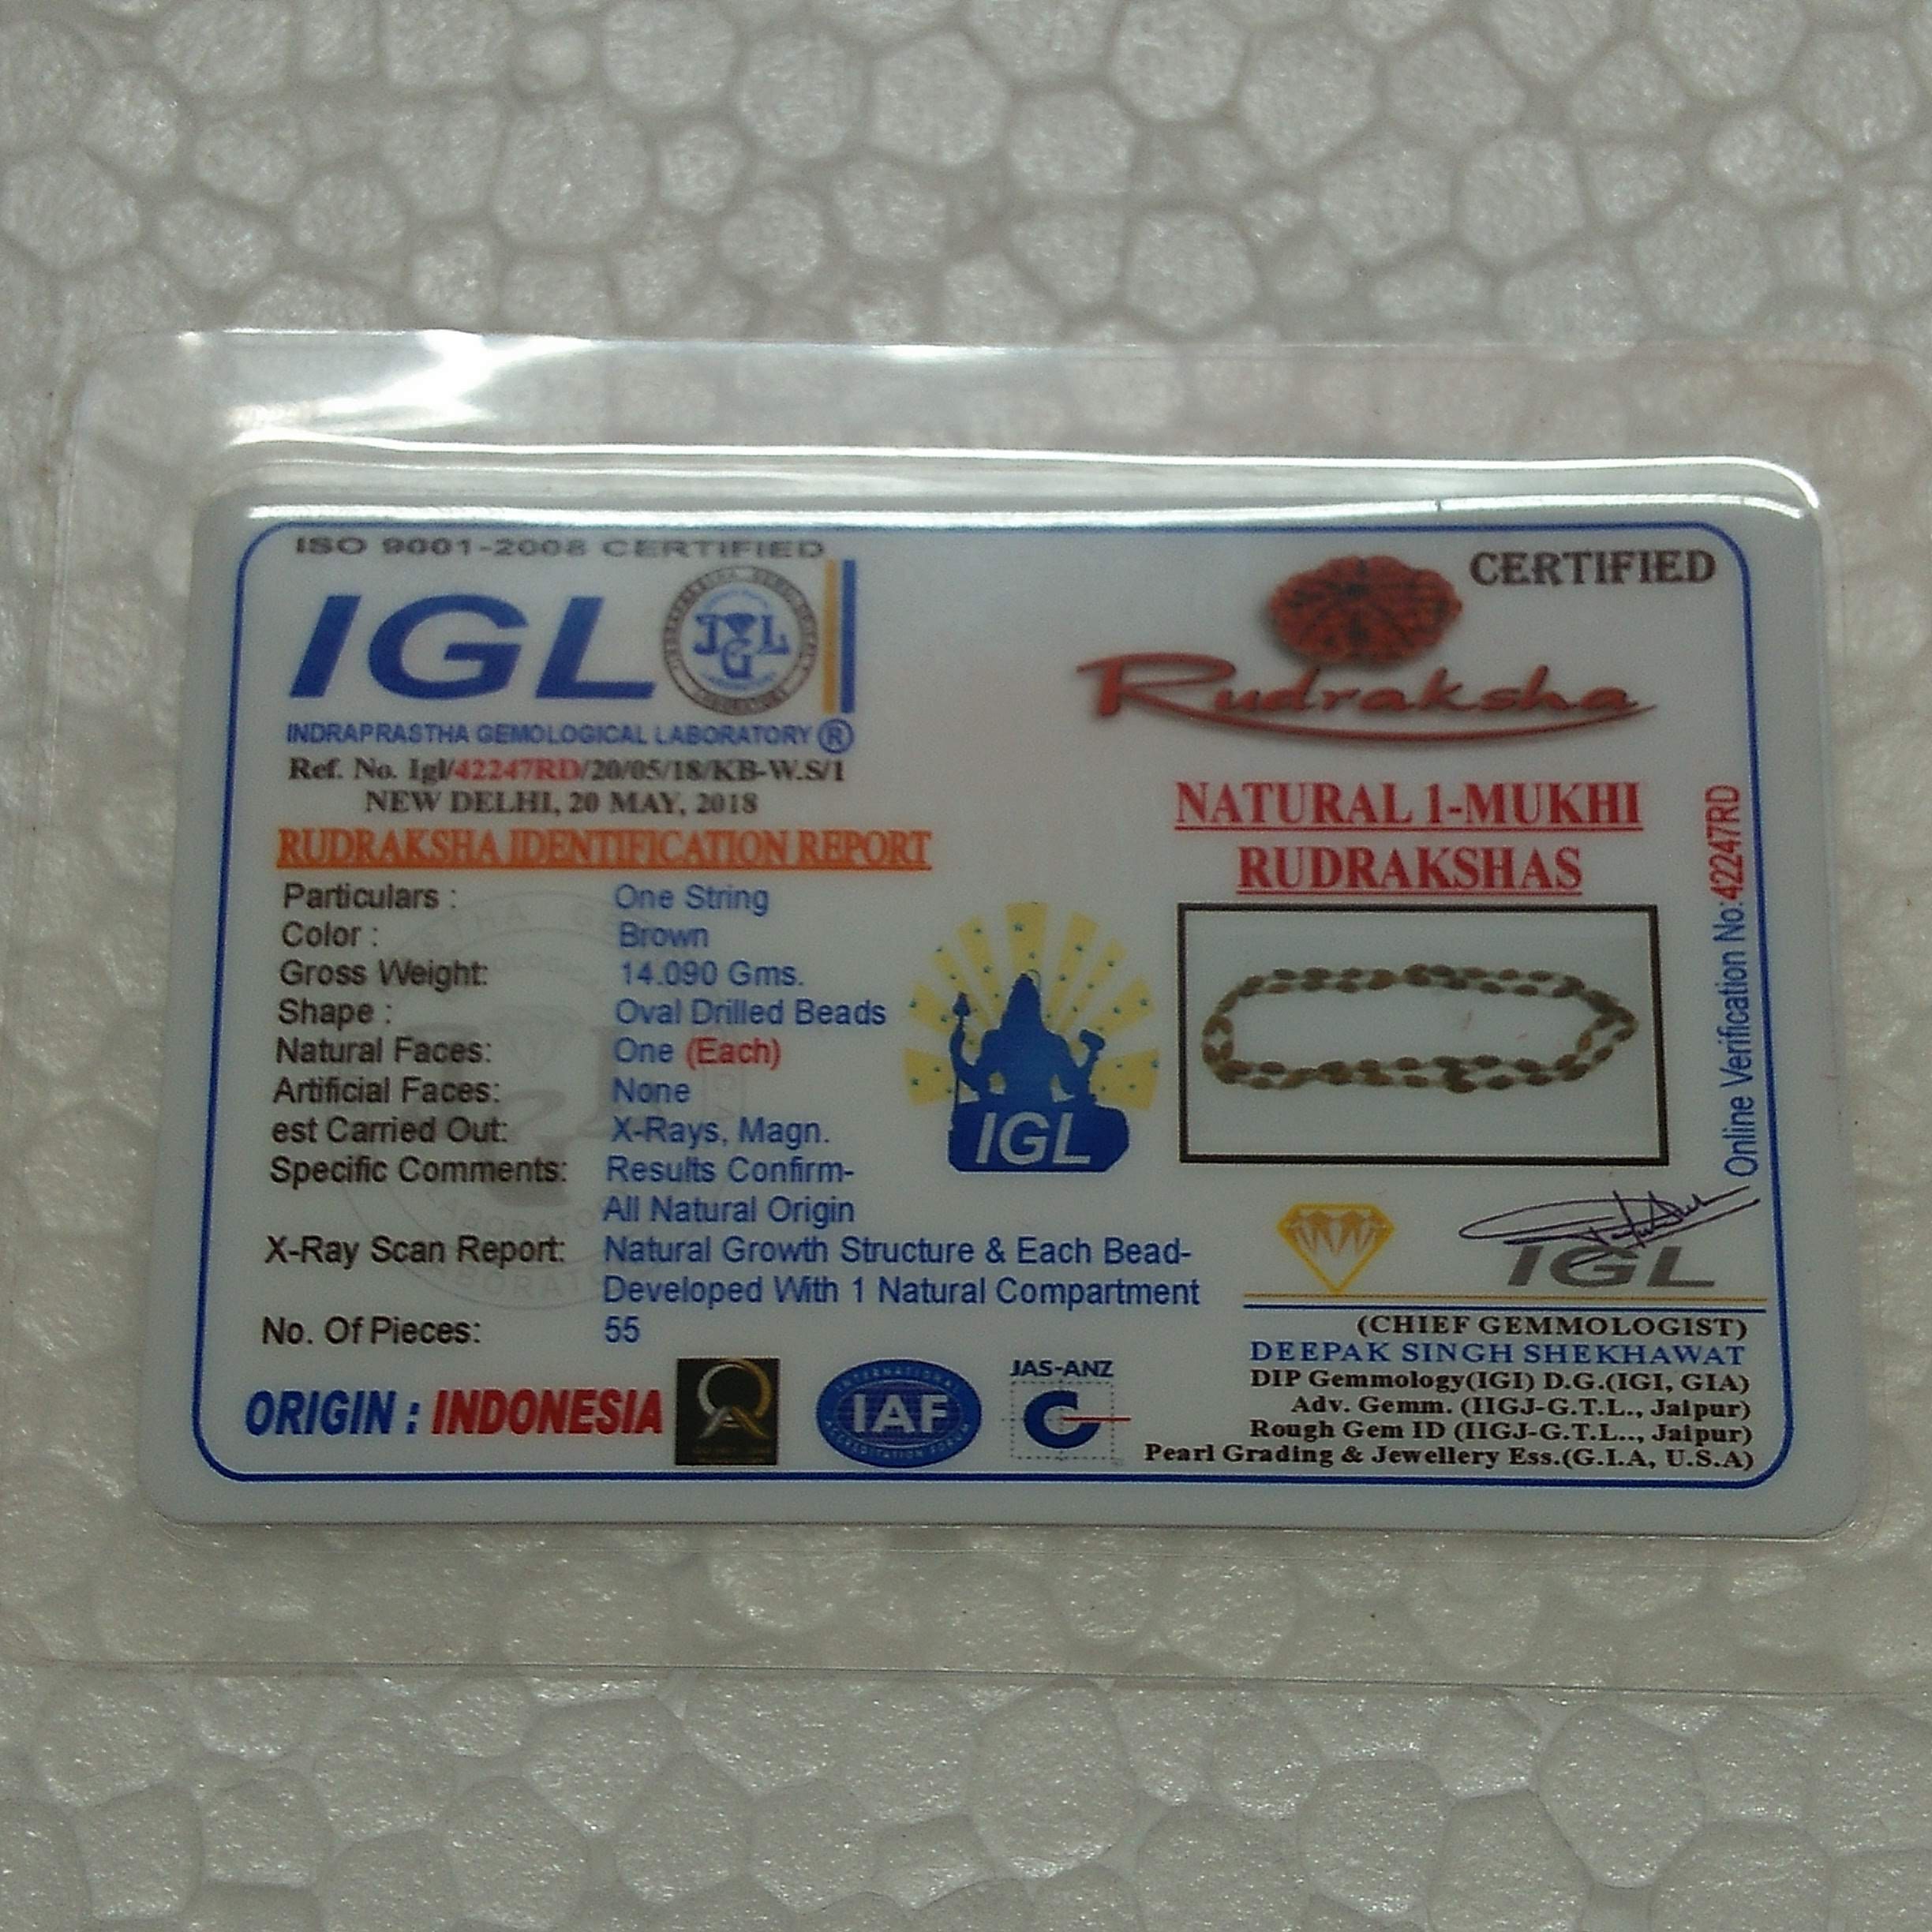 ISO 9001-2008 CERTIFIED
IGL
INDRAPRASTHA GEMOLOGICAL LABORATORY ®
Ref. No. Igl/42247RD/20/05/18/KB-W.S/1
NEW DELHI, 20 MAY, 2018
RUDRAKSHA IDENTIFICATION REPORT
Particulars : One String
Color : Brown
Gross Weight: 14.090 Gms.
Shape : Oval Drilled Beads
Natural Faces: One (Each)
Artificial Faces: None
est Carried Out: X-Rays, Magn.
Specific Comments: Results Confirm-
All Natural Origin
X-Ray Scan Report: Natural Growth Structure & Each Bead-
Developed With 1 Natural Compartment
No. Of Pieces: 55
ORIGIN : INDONESIA
INTERNATIONAL
IAF
ACCREDITATION FORUM
JAS-ANZ
IGL
CERTIFIED
Rudraksha
NATURAL 1-MUKHI
RUDRAKSHAS
Online Verification No:42247RD
IGL
(CHIEF GEMMOLOGIST)
DEEPAK SINGH SHEKHAWAT
DIP Gemmology(IGI) D.G.(IGI, GIA)
Adv. Gemm. (IIGJ-G.T.L., Jaipur)
Rough Gem ID (IIGJ-G.T.L.., Jaipur)
Pearl Grading & Jewellery Ess.(G.I.A, U.S.A)